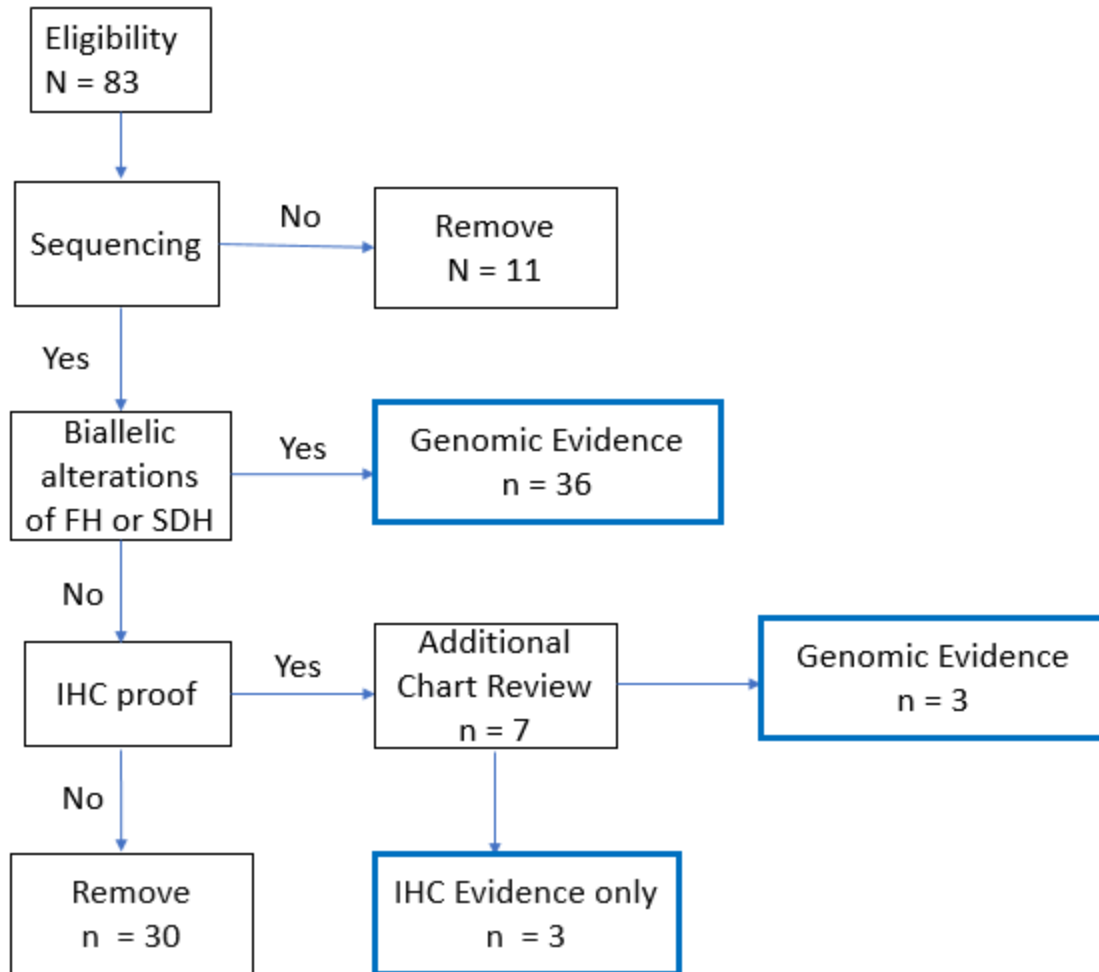 Eligibility
N = 83
Sequencing
No
Remove
N = 11
Yes
Biallelic
alterations
of FH or SDH
Yes
Genomic Evidence
n = 36
No
IHC proof
Yes
Additional
Chart Review
n = 7
Genomic Evidence
n = 3
No
Remove
n = 30
IHC Evidence only
n = 3